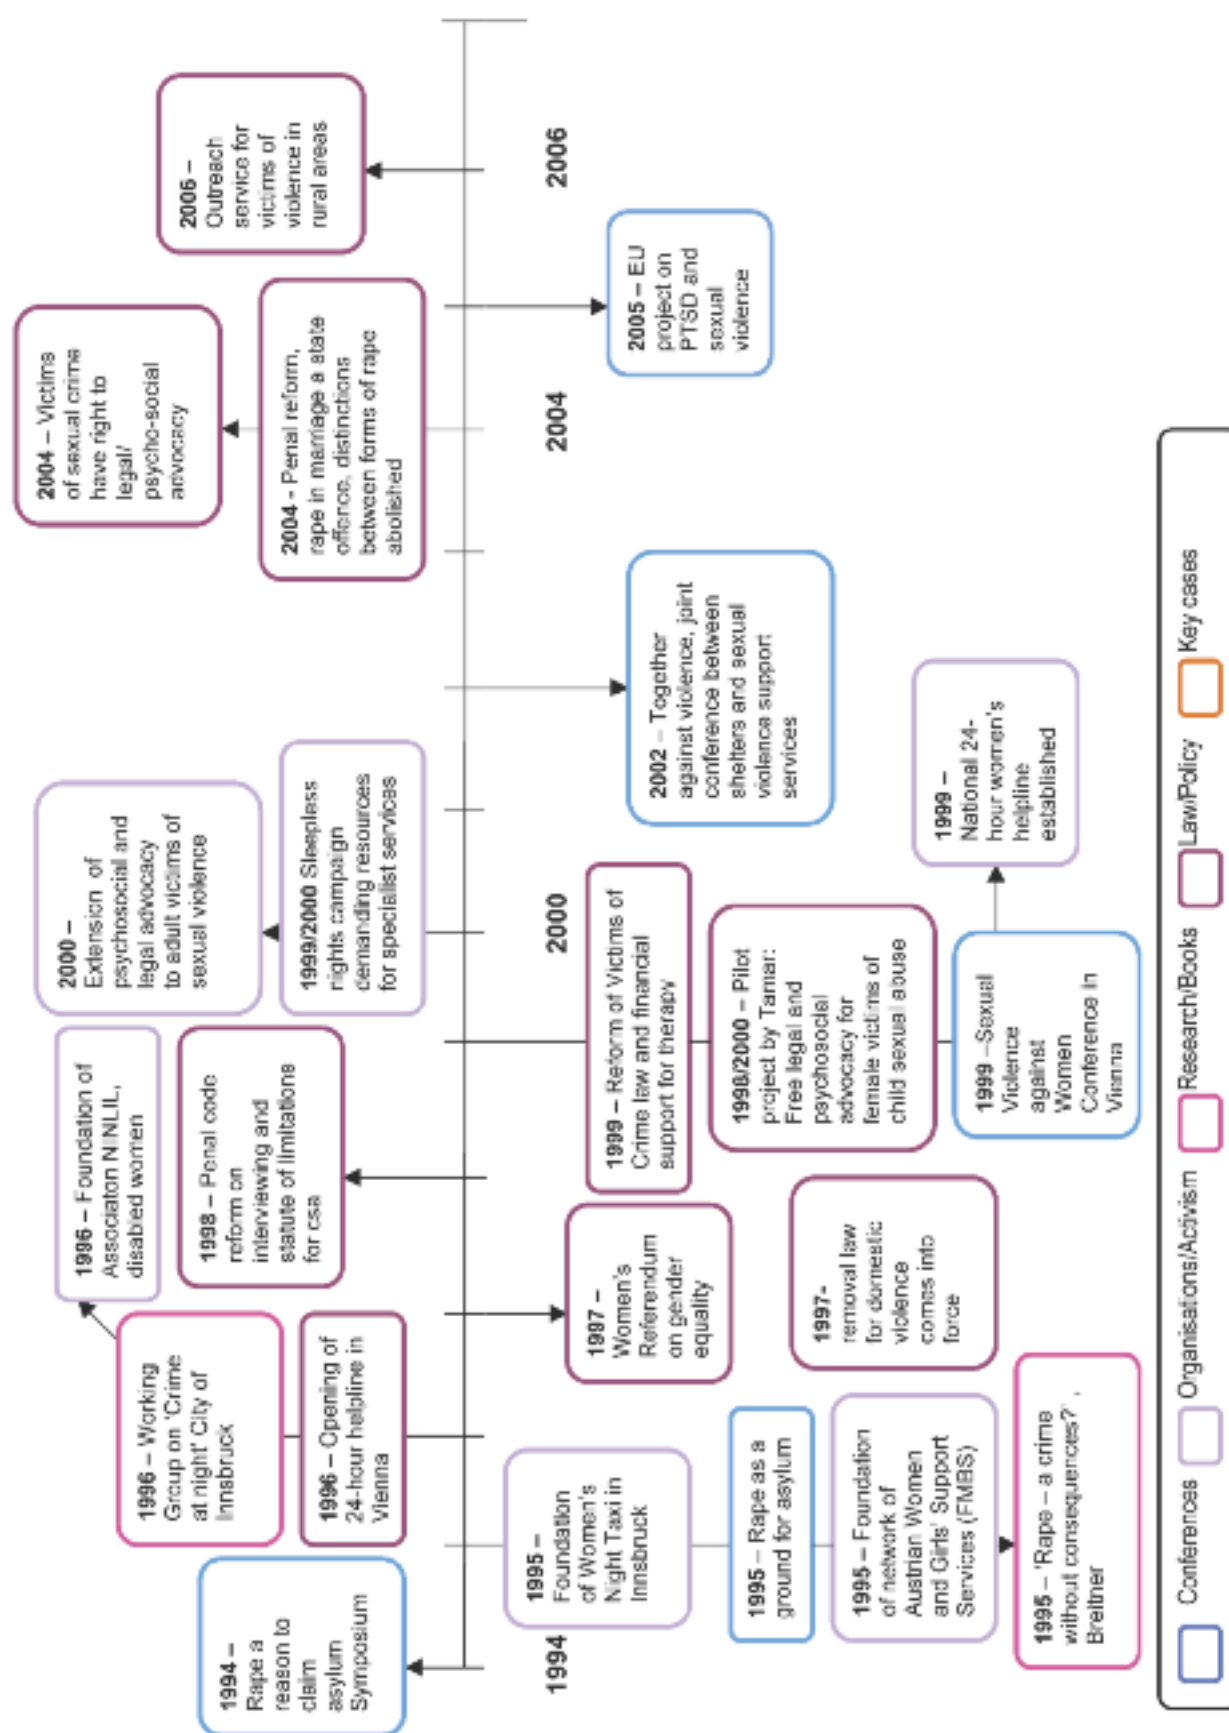 1994 –
Rape a
reason to
claim
asylum
Symposium
1996 – Working
Group on 'Crime
at night' City of
Innsbruck
1996 – Opening of
24-hour helpline in
Vienna
1996 – Foundation of
Associaton NINLIL,
disabled women
1998 – Penal code
reform on
interviewing and
statute of limitations
for csa
2000 –
Extension of
psychosocial and
legal advocacy
to adult victims of
sexual violence
1999/2000 Sleepless
nights campaign
demanding resources
for specialist services
2004 – Victims
of sexual crime
have right to
legal/
psycho-social
advocacy
2004 - Penal reform,
rape in marriage a state
offence, distinctions
between forms of rape
abolished
2006 –
Outreach
service for
victims of
violence in
rural areas
1994
2000
2004
2006
1995 –
Foundation
of Women's
Night Taxi in
Innsbruck
1995 – Rape as a
ground for asylum
1995 – Foundation
of network of
Austrian Women
and Girls' Support
Services (FMBS)
1995 – 'Rape – a crime
without consequences?',
Breitner
1997 –
Women's
Referendum
on gender
equality
1997-
removal law
for domestic
violence
comes into
force
1999 – Reform of Victims of
Crime law and financial
support for therapy
1998/2000 – Pilot
project by Tamar:
Free legal and
psychosocial
advocacy for
female victims of
child sexual abuse
1999 –Sexual
Violence
against
Women
Conference in
Vienna
1999 –
National 24-
hour women's
helpline
established
2002 – Together
against violence, joint
conference between
shelters and sexual
violence support
services
2005 – EU
project on
PTSD and
sexual
violence
Conferences
Organisations/Activism
Research/Books
Law/Policy
Key cases